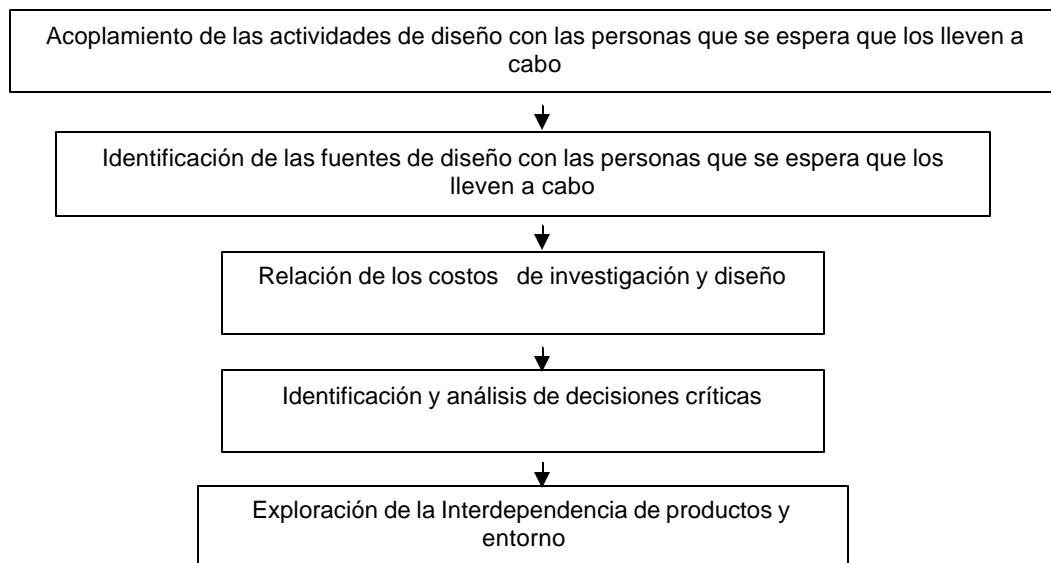 Acoplamiento de las actividades de diseño con las personas que se espera que los lleven a
cabo
Identificación de las fuentes de diseño con las personas que se espera que los
lleven a cabo
Relación de los costos de investigación y diseño
Identificación y análisis de decisiones críticas
Exploración de la Interdependencia de productos y
entorno